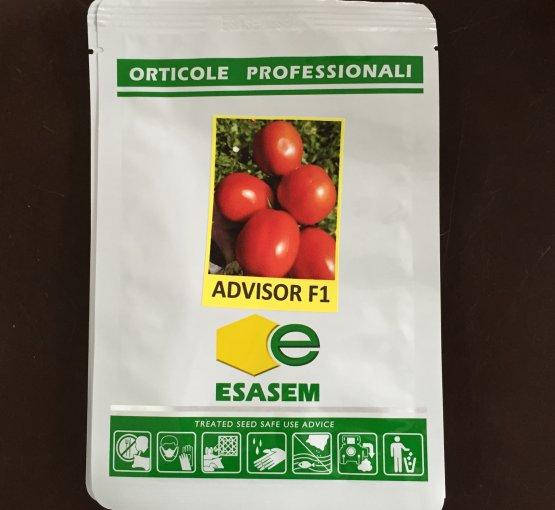 ORTICOLE PROFESSIONALI
ADVISOR F1
e
ESASEM
TREATED SEED SAFE USE ADVICE